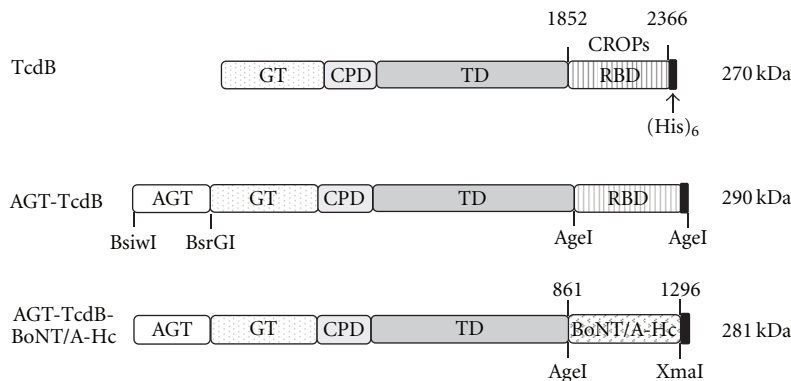 1852 2366
CROPs
TcdB GT CPD TD RBD 270 kDa
(His)6
AGT-TcdB AGT GT CPD TD RBD 290 kDa
BsiwI BsrGI AgeI AgeI
861 1296
AGT-TcdB-
BoNT/A-Hc AGT GT CPD TD BoNT/A-Hc 281 kDa
AgeI XmaI